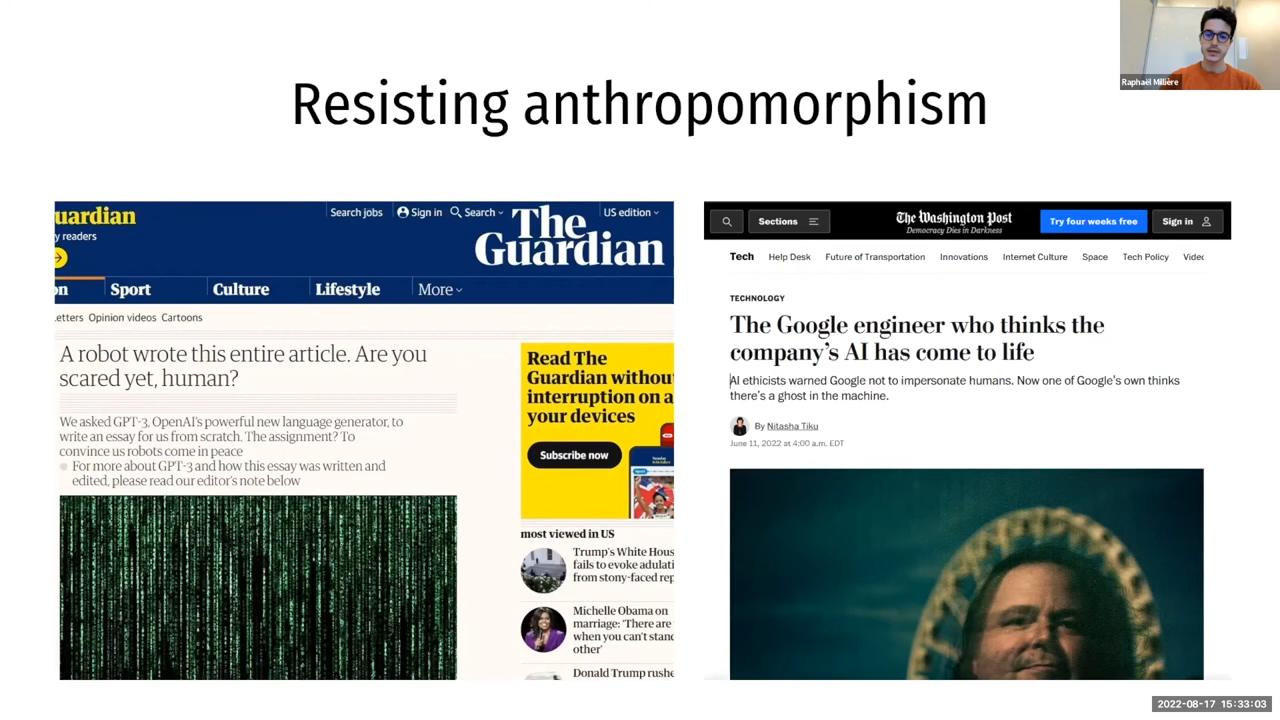 Raphaël Millière
Resisting anthropomorphism
uardian
y readers
Search jobs
Sign in
Search
US edition
The
Guardian
on
Sport
Culture
Lifestyle
More
etters Opinion videos Cartoons
A robot wrote this entire article. Are you
scared yet, human?
We asked GPT-3, OpenAI's powerful new language generator, to
write an essay for us from scratch. The assignment? To
convince us robots come in peace
For more about GPT-3 and how this essay was written and
edited, please read our editor's note below
Read The
Guardian withou
interruption on a
your devices
Subscribe now
most viewed in US
Trump's White Hous
fails to evoke adulati
from stony-faced rep
Michelle Obama on
marriage: 'There are
when you can't stand
other'
Donald Trump rushe
Sections
The Washington Post
Democracy Dies in Darkness
Try four weeks free
Sign in
Tech Help Desk Future of Transportation Innovations Internet Culture Space Tech Policy Videc
TECHNOLOGY
The Google engineer who thinks the
company's AI has come to life
AI ethicists warned Google not to impersonate humans. Now one of Google's own thinks
there's a ghost in the machine.
By Nitasha Tiku
June 11, 2022 at 4:00 a.m. EDT
2022-08-17 15:33:03